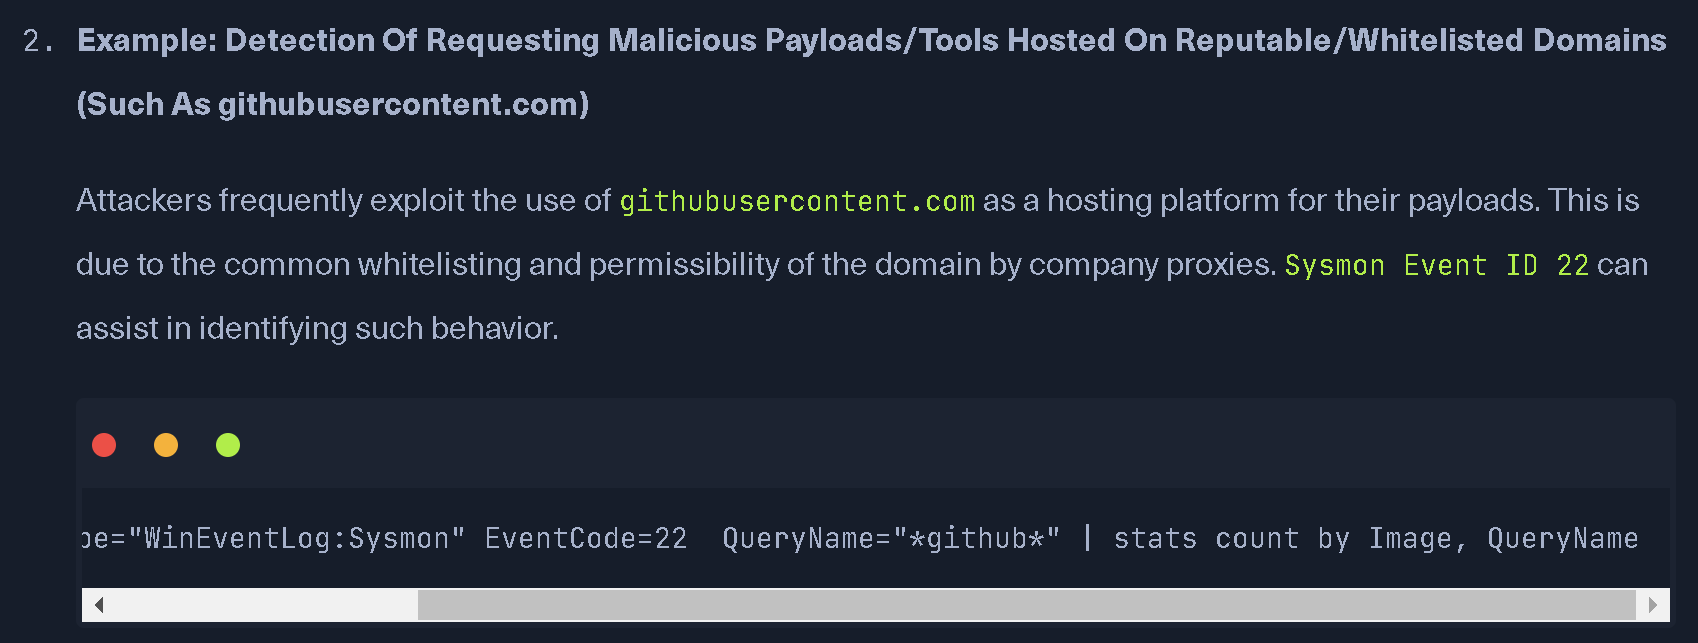 2. Example: Detection Of Requesting Malicious Payloads/Tools Hosted On Reputable/Whitelisted Domains
(Such As githubusercontent.com)
Attackers frequently exploit the use of githubusercontent.com as a hosting platform for their payloads. This is
due to the common whitelisting and permissibility of the domain by company proxies. Sysmon Event ID 22 can
assist in identifying such behavior.
pe="WinEventLog:Sysmon" EventCode=22  QueryName="*github*" | stats count by Image, QueryName